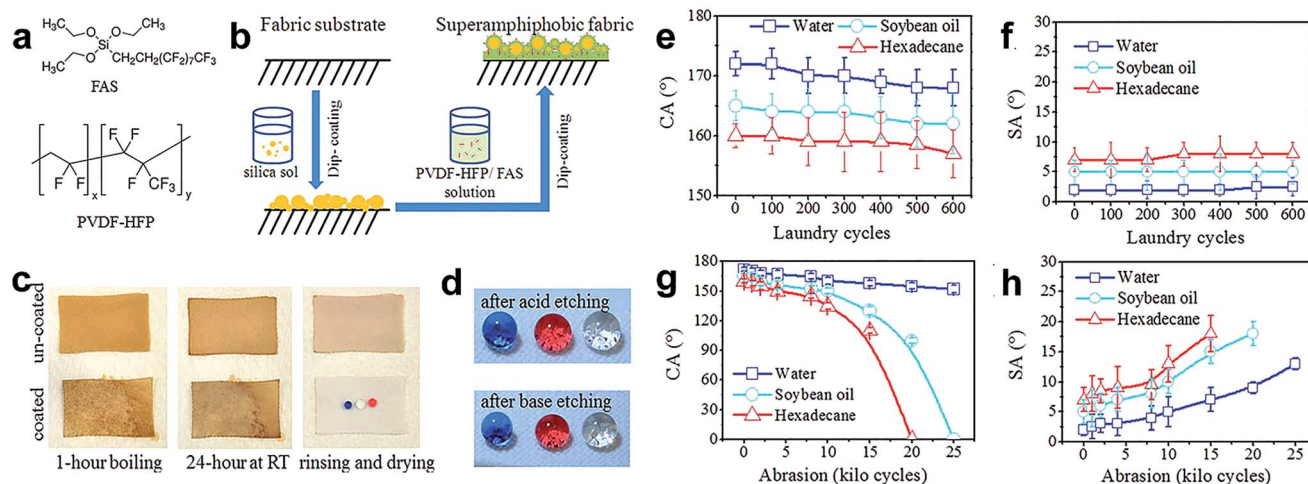 a
FAS
Si
O
O
O
CH₂CH₂(CF₂)₇CF₃
F F
F F
F F
F
CF₃
x
y
PVDF-HFP
b
Fabric substrate
Superamphiphobic fabric
silica sol
Dip- coating
PVDF-HFP/ FAS
solution
Dip-coating
c
un-coated
coated
1-hour boiling
24-hour at RT
rinsing and drying
d
after acid etching
after base etching
e
CA (°)
180
170
160
150
Water
Soybean oil
Hexadecane
0 100 200 300 400 500 600
Laundry cycles
f
SA (°)
30
25
20
15
10
5
0
Water
Soybean oil
Hexadecane
0 100 200 300 400 500 600
Laundry cycles
g
CA (°)
180
150
120
90
60
30
0
Water
Soybean oil
Hexadecane
0 5 10 15 20 25
Abrasion (kilo cycles)
h
SA (°)
30
25
20
15
10
5
0
Water
Soybean oil
Hexadecane
0 5 10 15 20 25
Abrasion (kilo cycles)